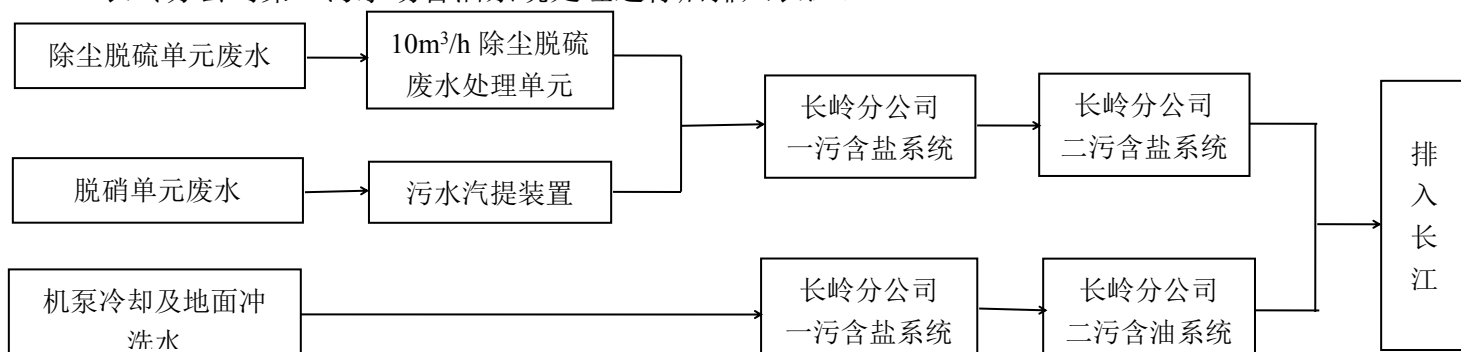 除尘脱硫单元废水
10m³/h 除尘脱硫
废水处理单元
长岭分公司
一污含盐系统
长岭分公司
二污含盐系统
排
入
长
江
脱硝单元废水
污水汽提装置
机泵冷却及地面冲
洗水
长岭分公司
一污含盐系统
长岭分公司
二污含油系统